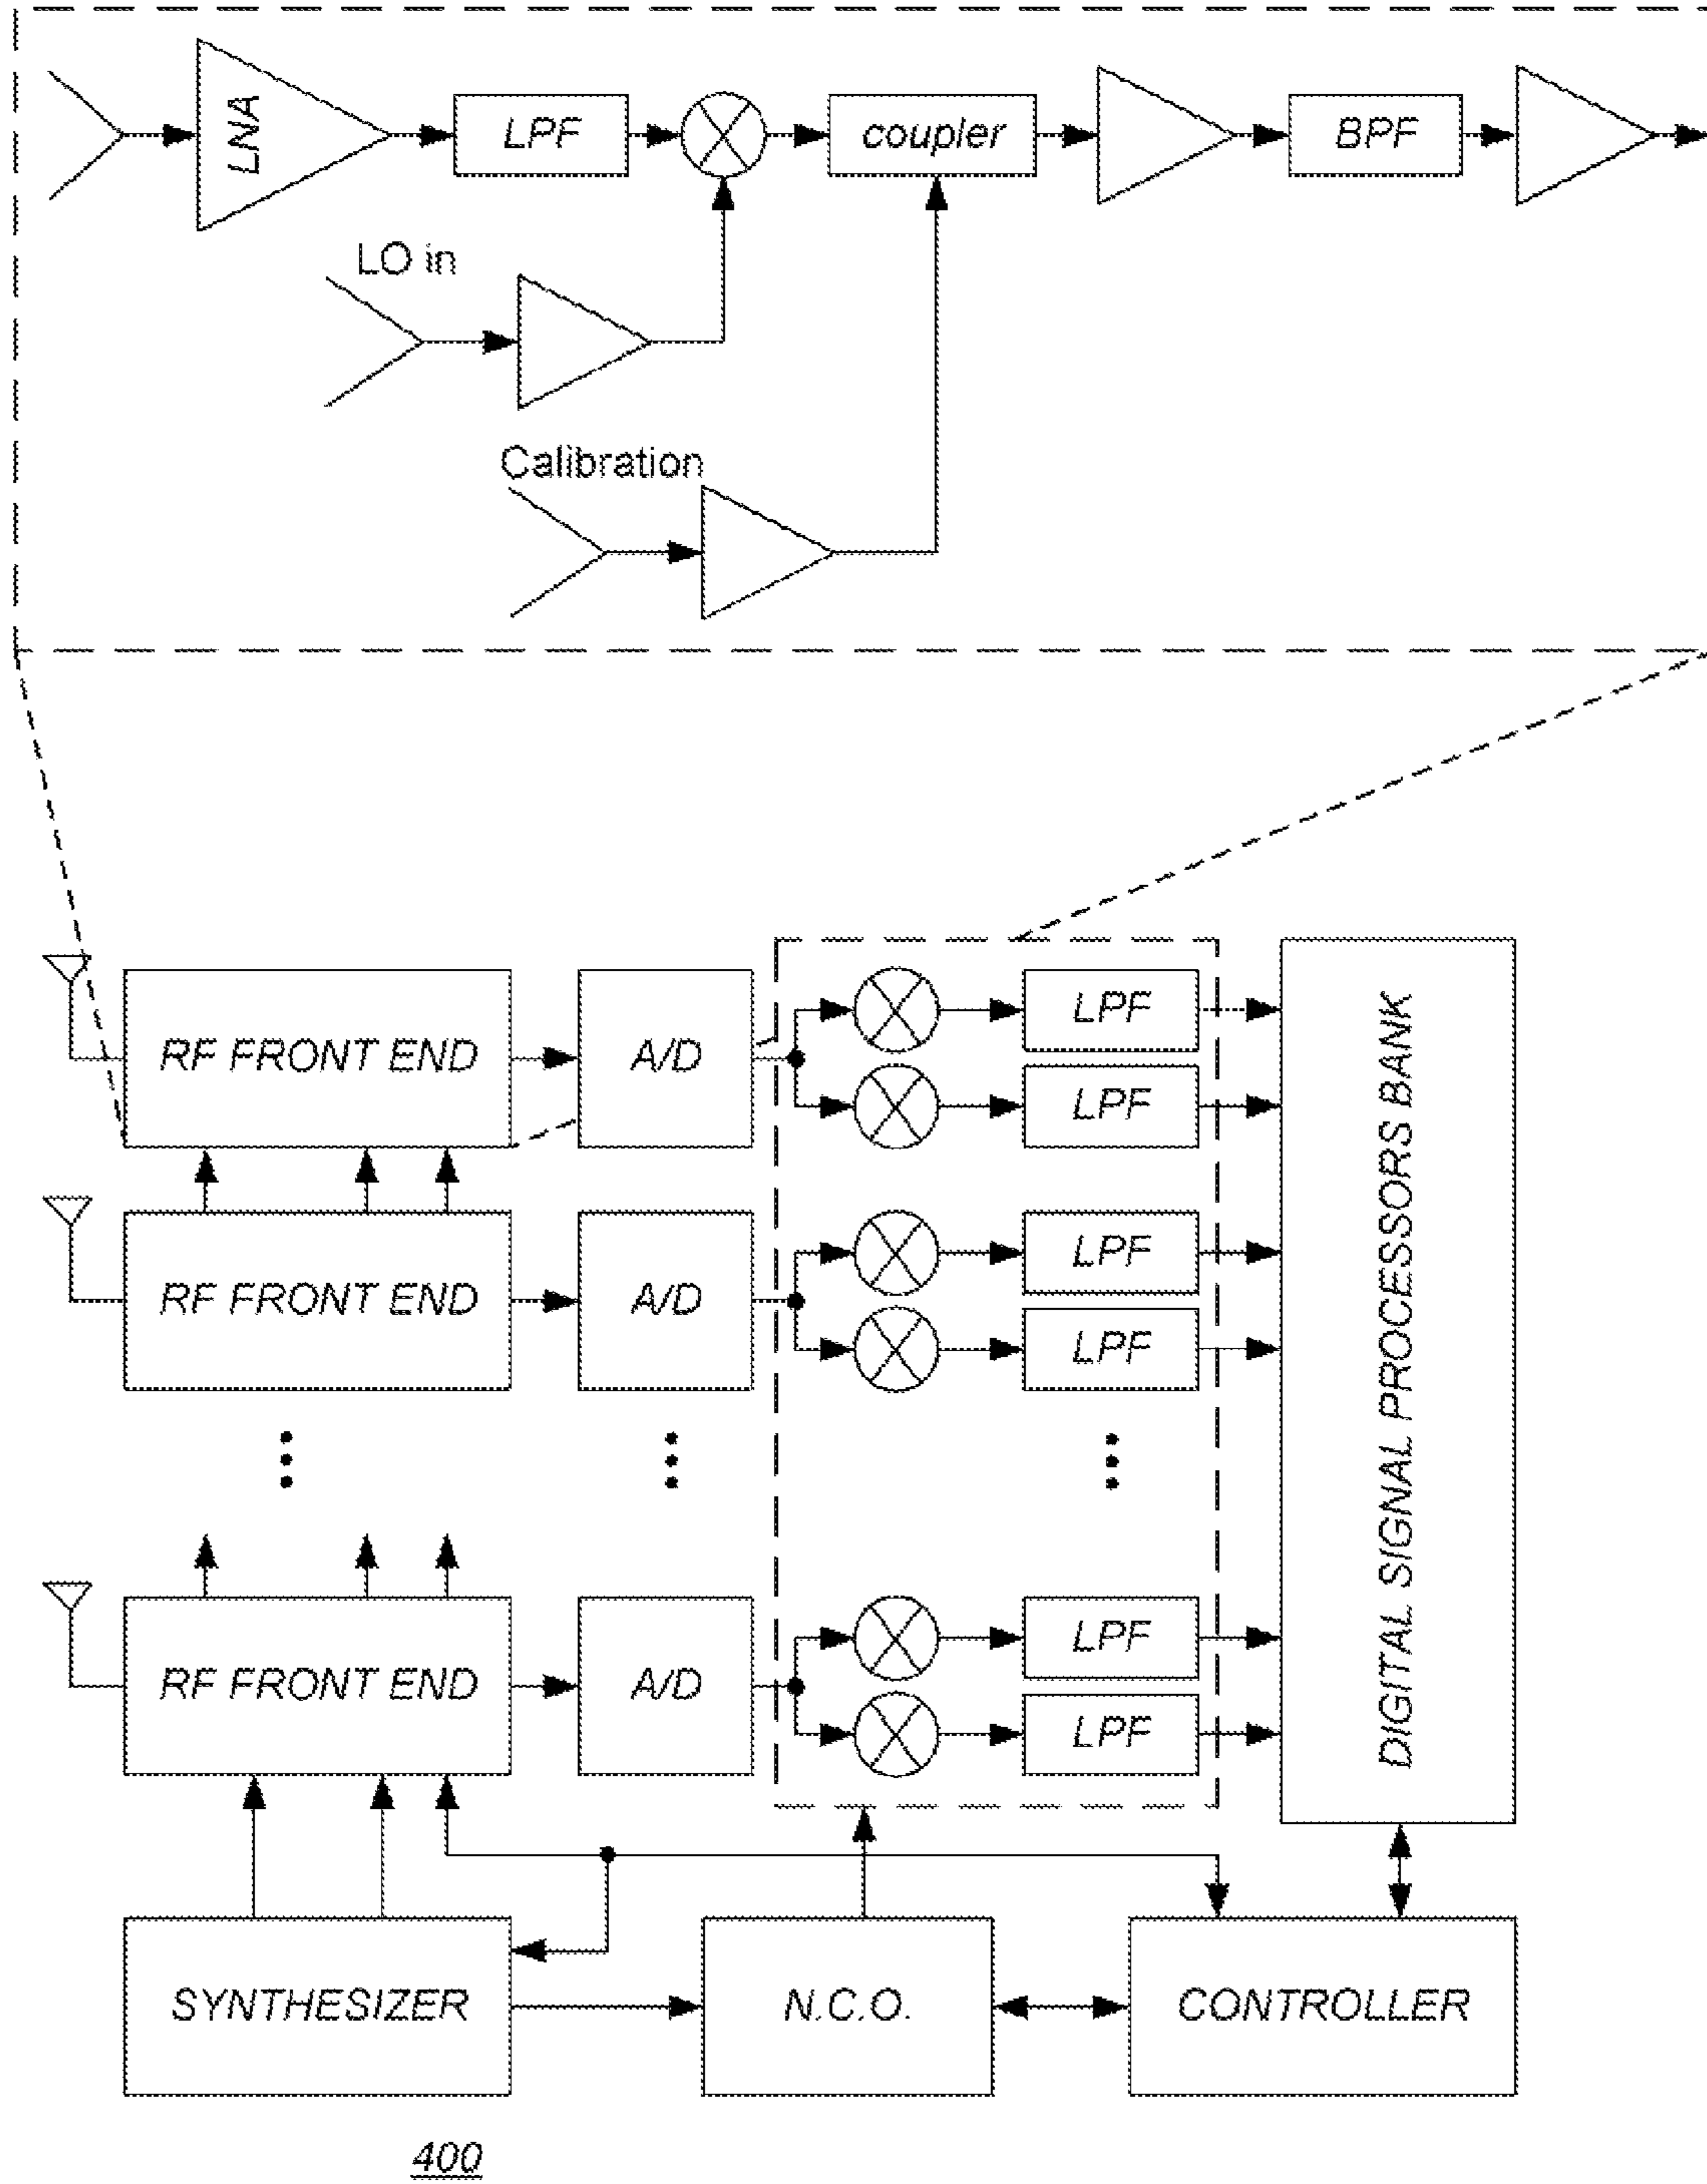 LNA
LPF
coupler
BPF
LO in
Calibration
RF FRONT END
A/D
LPF
LPF
RF FRONT END
A/D
LPF
LPF
RF FRONT END
A/D
LPF
LPF
DIGITAL SIGNAL PROCESSORS BANK
SYNTHESIZER
N.C.O.
CONTROLLER
400